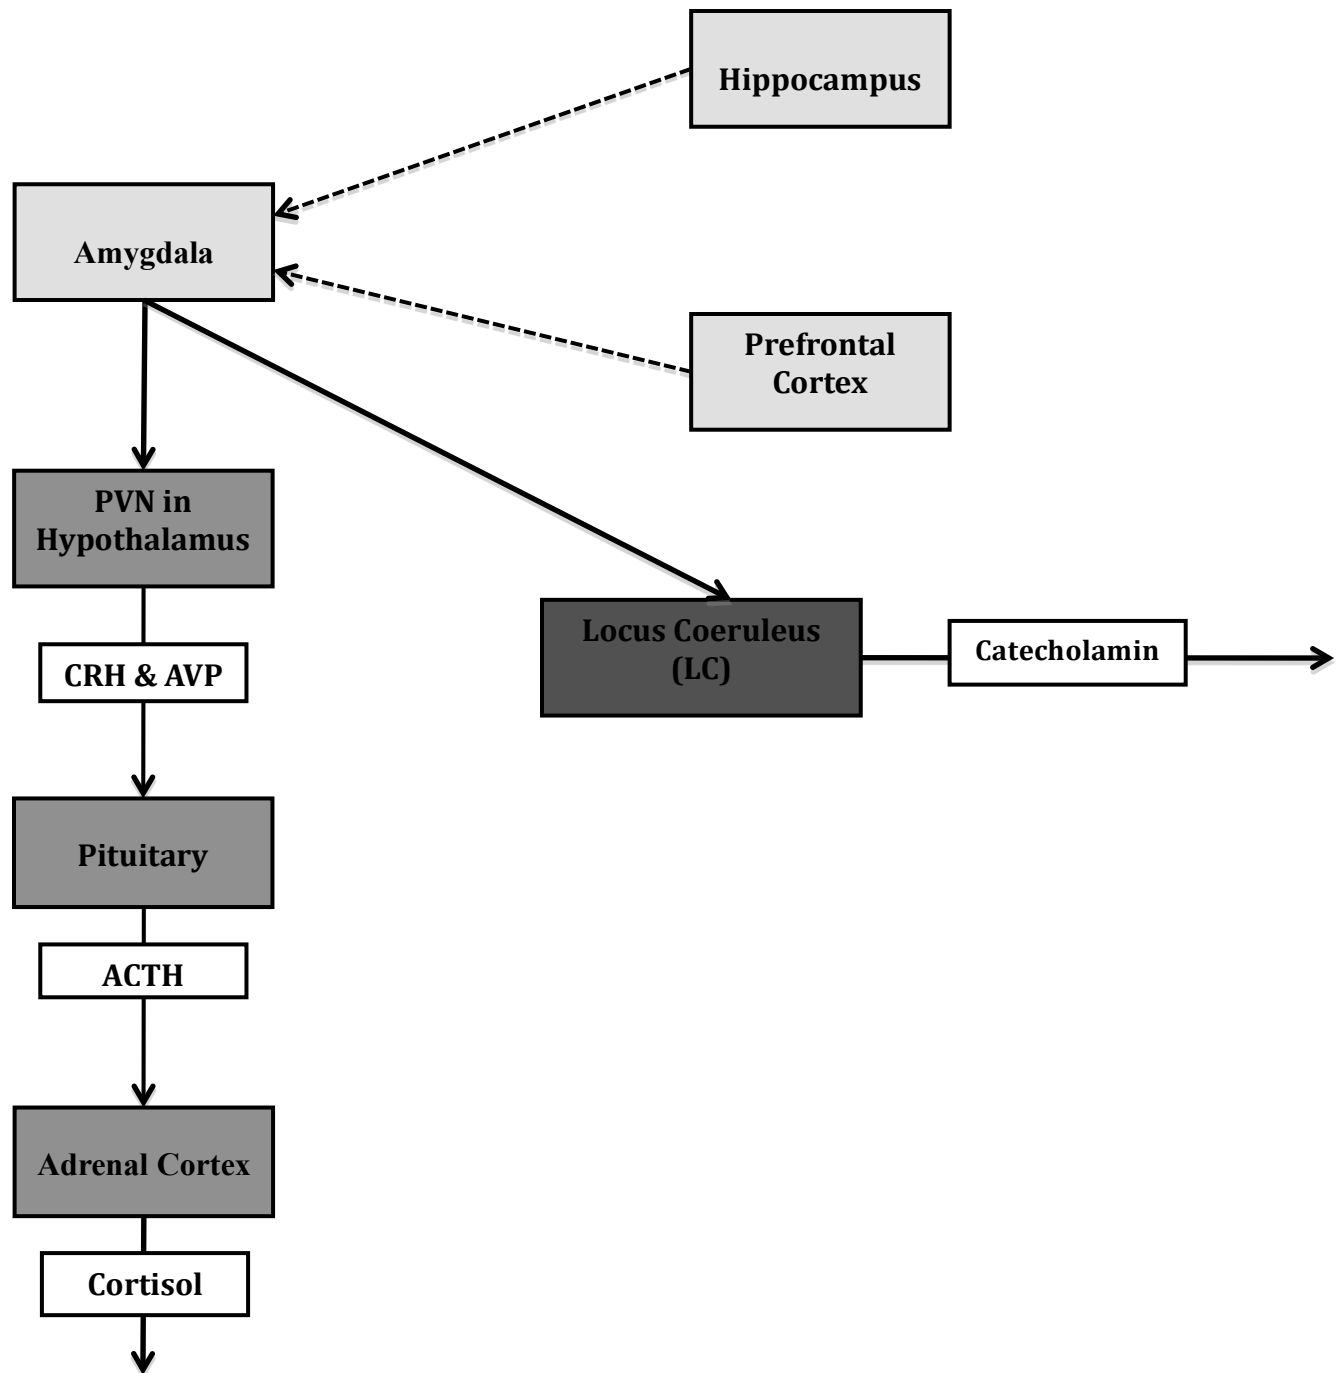 Hippocampus
Amygdala
Prefrontal
Cortex
PVN in
Hypothalamus
Locus Coeruleus
(LC)
Catecholamin
CRH & AVP
Pituitary
ACTH
Adrenal Cortex
Cortisol